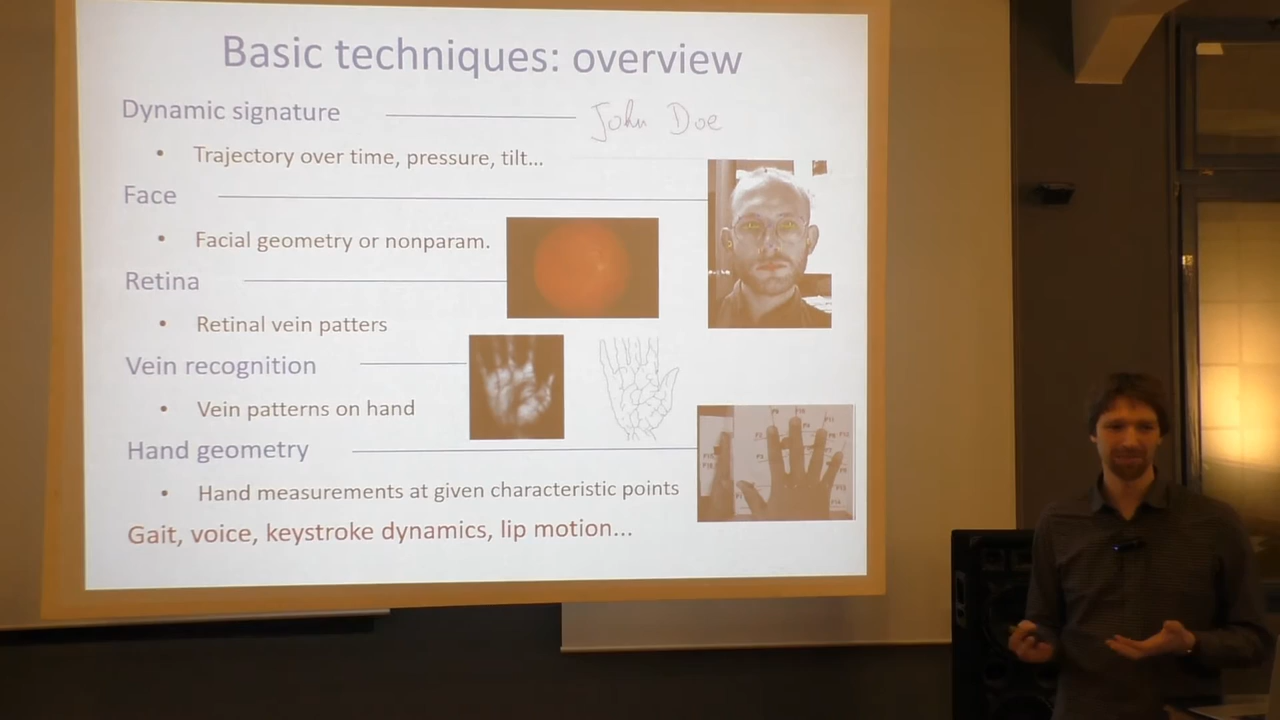 Basic techniques: overview
Dynamic signature
John Doe
• Trajectory over time, pressure, tilt...
Face
• Facial geometry or nonparam.
Retina
• Retinal vein patters
Vein recognition
• Vein patterns on hand
Hand geometry
• Hand measurements at given characteristic points
Gait, voice, keystroke dynamics, lip motion...